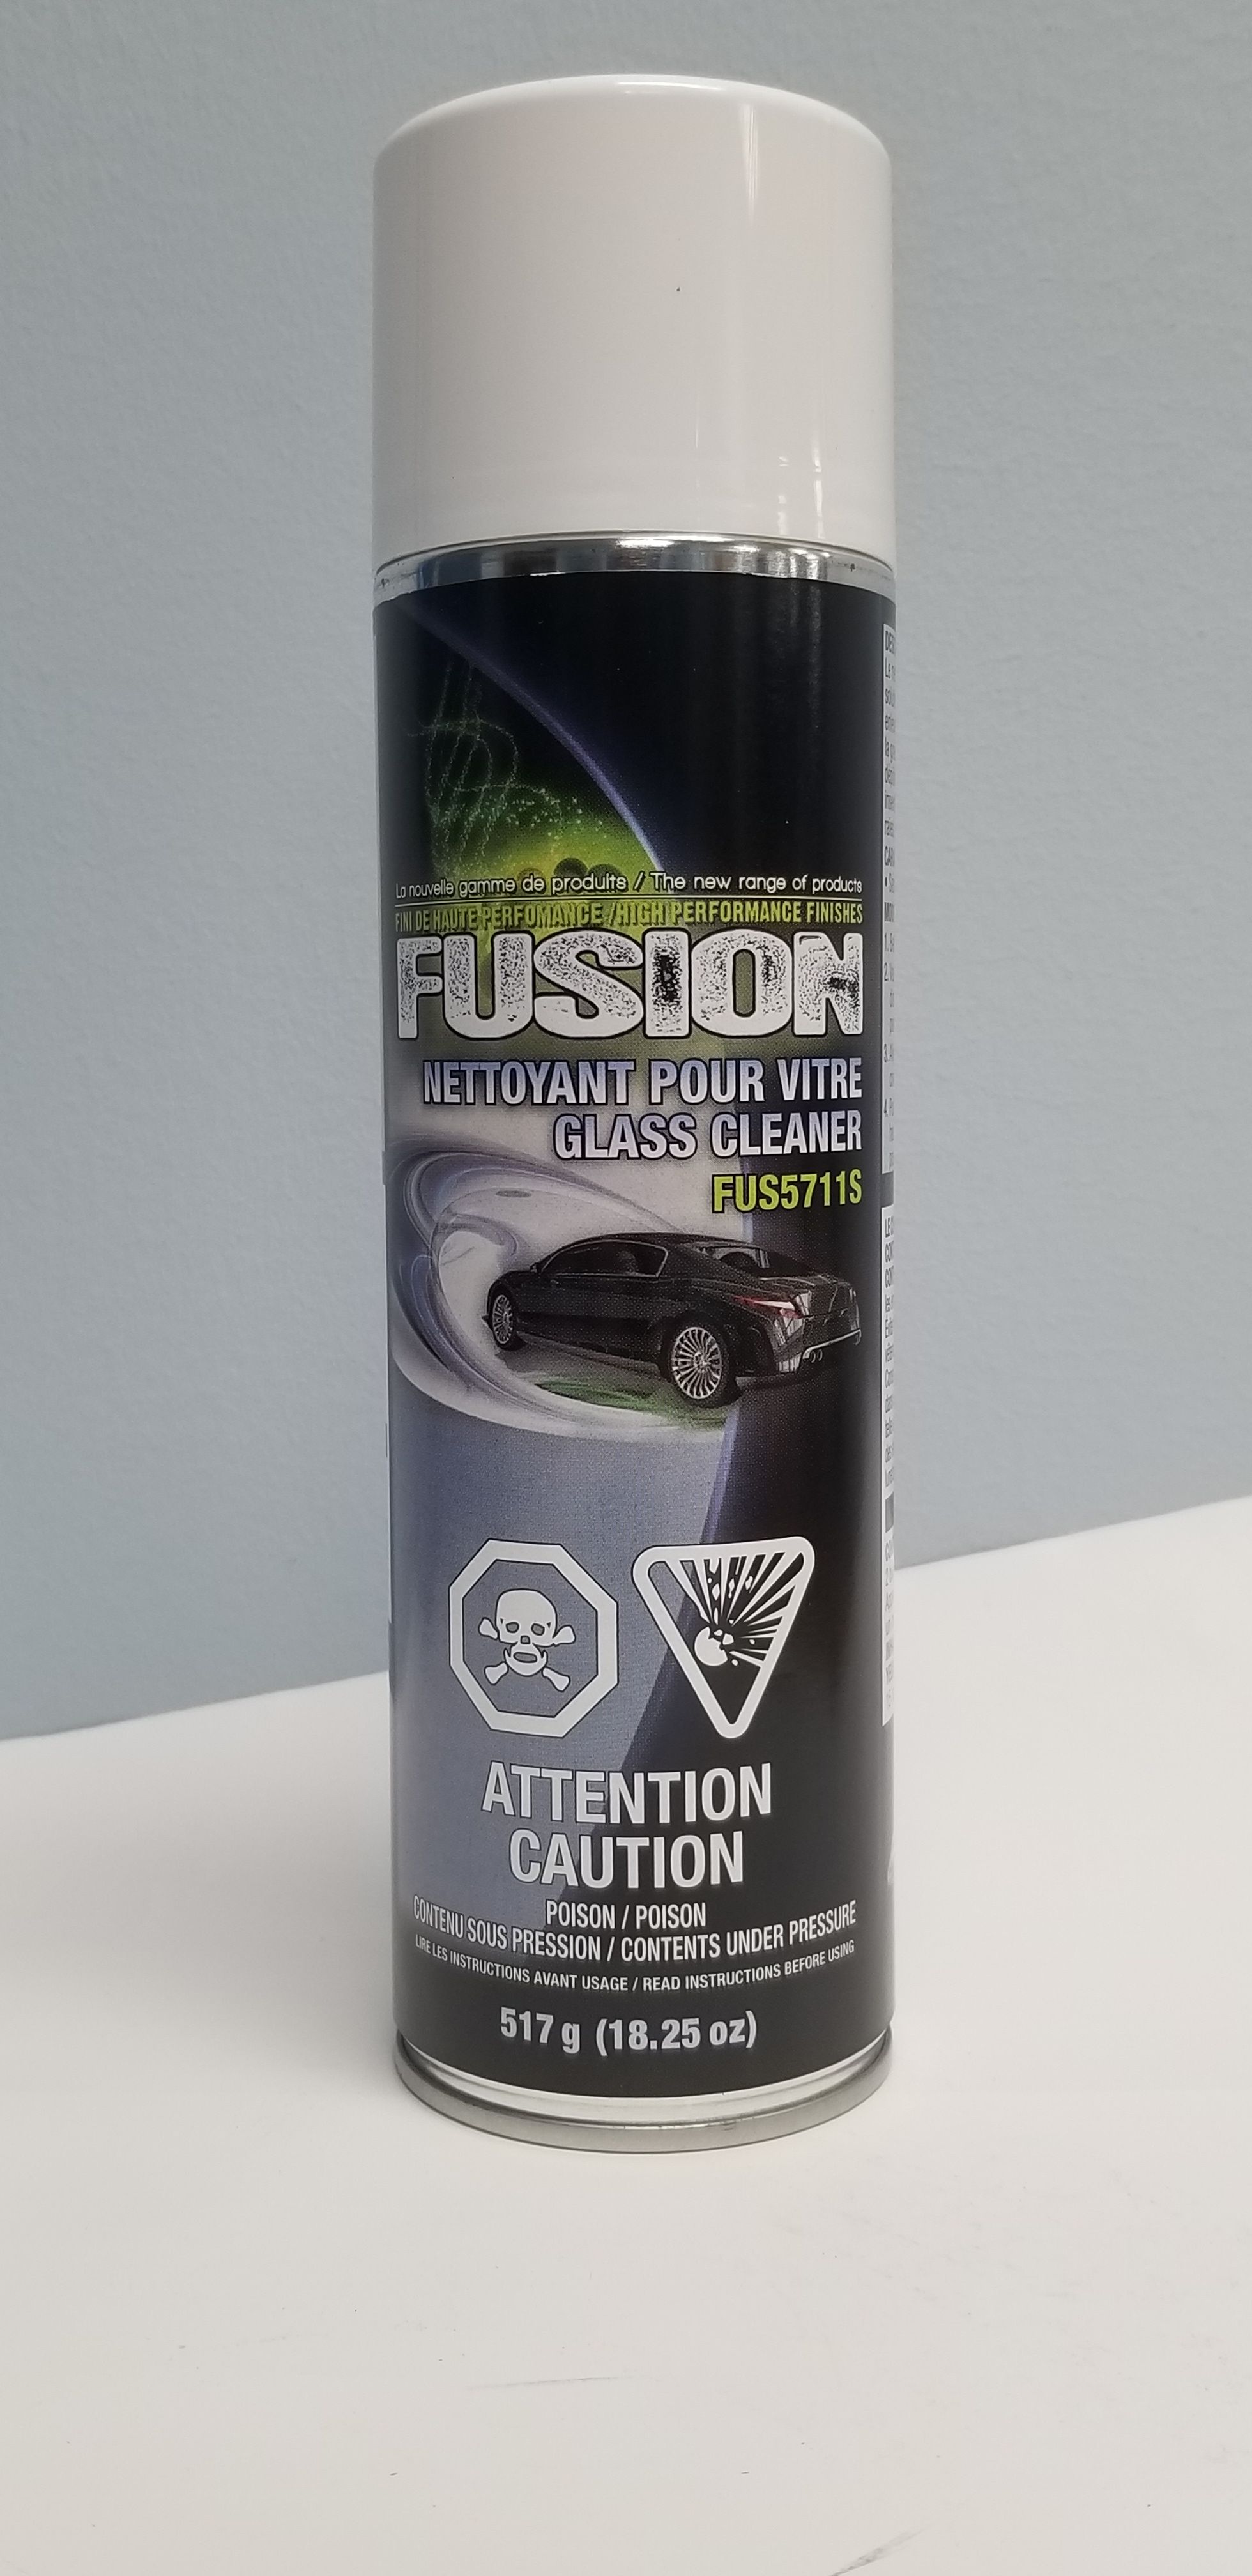 La nouvelle gamme de produits / The new range of products
FINI DE HAUTE PERFOMANCE /HIGH PERFORMANCE FINISHES
FUSION
NETTOYANT POUR VITRE
GLASS CLEANER
FUS5711S
ATTENTION
CAUTION
POISON / POISON
CONTENU SOUS PRESSION / CONTENTS UNDER PRESSURE
LIRE LES INSTRUCTIONS AVANT USAGE / READ INSTRUCTIONS BEFORE USING
517 g (18.25 oz)